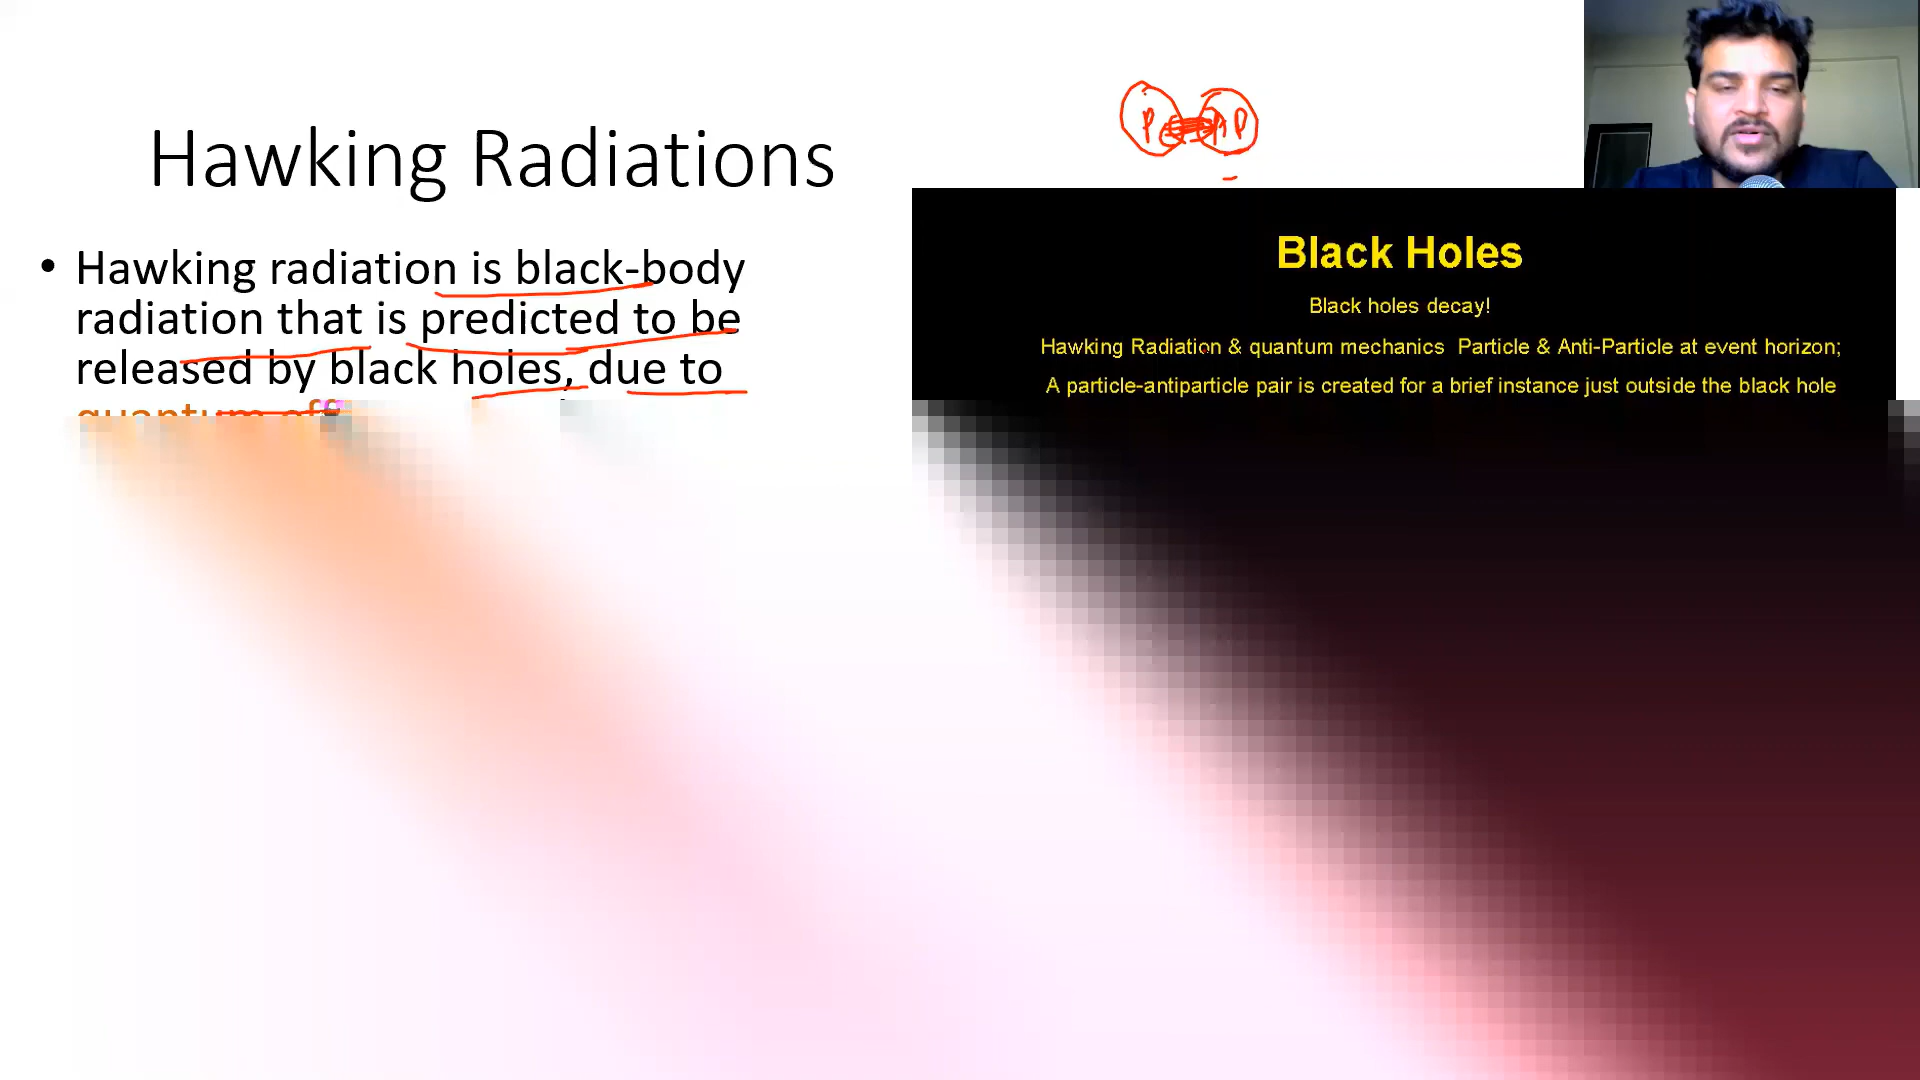 Hawking Radiations
• Hawking radiation is black-body
radiation that is predicted to be
released by black holes, due to
quantum
P P
Black Holes
Black holes decay!
Hawking Radiation & quantum mechanics Particle & Anti-Particle at event horizon;
A particle-antiparticle pair is created for a brief instance just outside the black hole